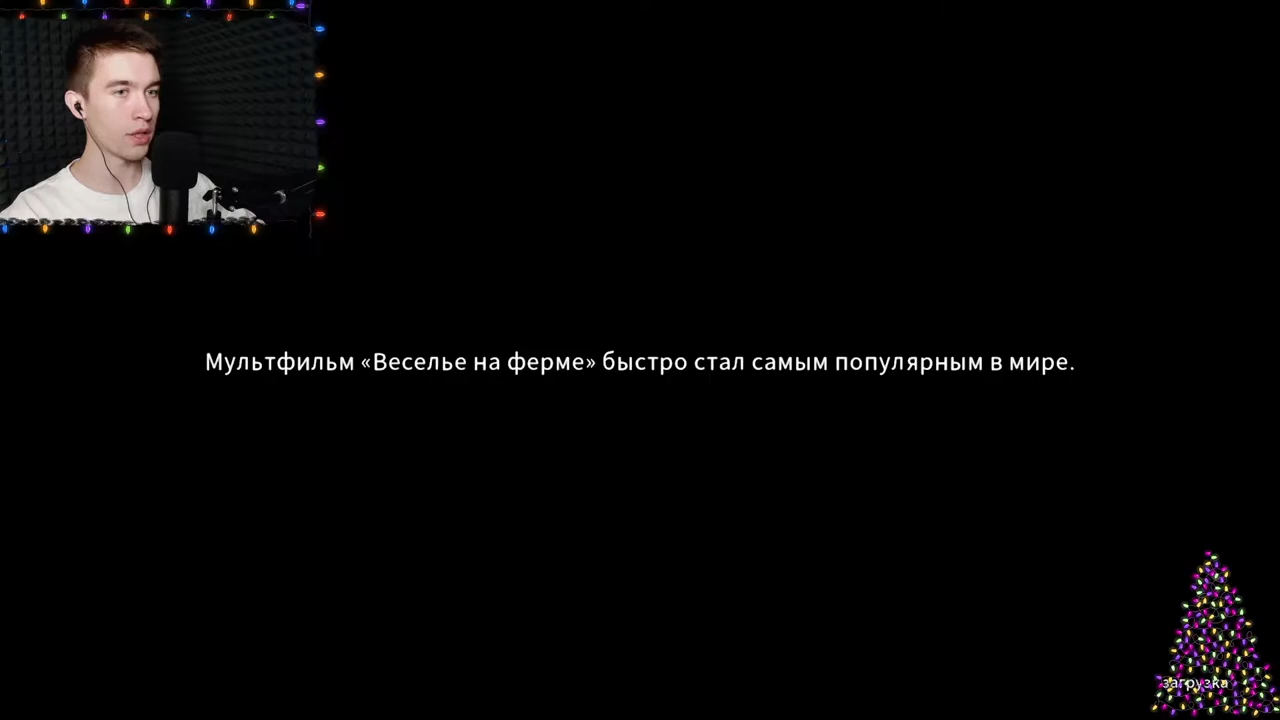 Мультфильм «Веселье на ферме» быстро стал самым популярным в мире.
загрузка